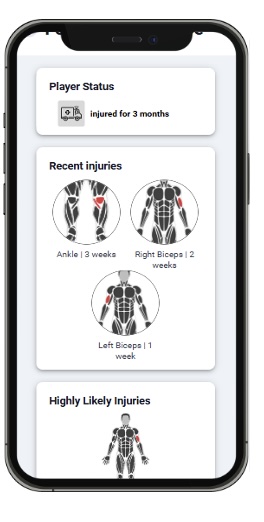 Player Status
injured for 3 months
Recent injuries
Ankle | 3 weeks
Right Biceps | 2
weeks
Left Biceps | 1
week
Highly Likely Injuries